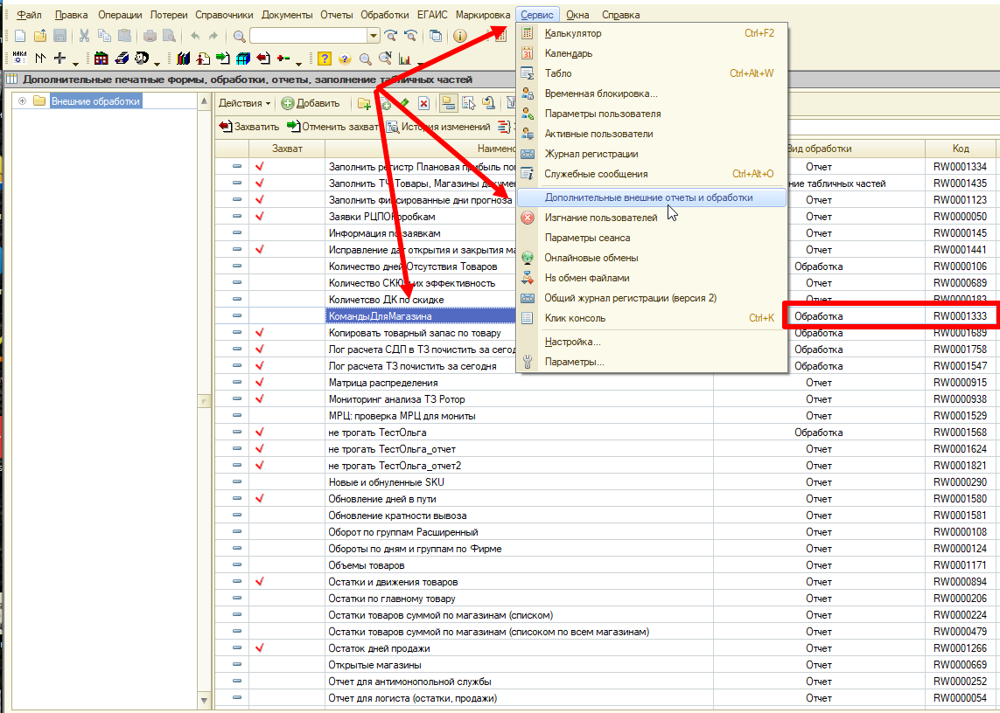 Файл Правка Операции Лотереи Справочники Документы Отчеты Обработки ЕГАИС Маркировка Сервис Окна Справка
Дополнительные печатные формы, обработки, отчеты, заполнение табличных частей
Внешние обработки
Действия Добавить
Захватить Отменить захват История изменений
Захват Вид обработки Код
Калькулятор Ctrl+F2
Календарь
Табло Ctrl+Alt+W
Временная блокировка...
Параметры пользователя
Активные пользователи
Журнал регистрации
Служебные сообщения Ctrl+Alt+O
Дополнительные внешние отчеты и обработки
Изгнание пользователей
Параметры сеанса
Онлайновые обмены
Hs обмен файлами
Общий журнал регистрации (версия 2)
Клик консоль Ctrl+K
Настройка...
Параметры...
Заполнить регистр Плановая прибыль Отчет RW0001334
Заполнить ТЧ Товары, Магазины табличных частей RW0001435
Заполнить фиксированные дни прогноза Отчет RW0001123
Заявки РЦПОКоробкам Отчет RW0000050
Информация по заявкам Отчет RW0000145
Исправление дат открытия и закрытия Отчет RW0001441
Количество дней Отсутствия Товаров Обработка RW0000106
Количество СКЮ и их эффективность Отчет RW0000689
Количетсво ДК по скидке Отчет RW0000183
КомандыДляМагазина Обработка RW0001333
Копировать товарный запас по товару Обработка RW0001689
Лог расчета СДП в ТЗ почистить за Обработка RW0001758
Лог расчета ТЗ почистить за сегодня Обработка RW0001547
Матрица распределения Отчет RW0000915
Мониторинг анализа ТЗ Ротор Отчет RW0000938
МРЦ: проверка МРЦ для мониты Отчет RW0001529
не трогать ТестОльга Обработка RW0001568
не трогать ТестОльга_отчет Отчет RW0001624
не трогать ТестОльга_отчет2 Отчет RW0001821
Новые и обнуленные SKU Отчет RW0000290
Обновление дней в пути Отчет RW0001580
Обновление кратности вывоза Отчет RW0001581
Оборот по группам Расширенный Отчет RW0000108
Обороты по дням и группам по Фирме Отчет RW0000124
Объемы товаров Отчет RW0001171
Остатки и движения товаров Отчет RW0000894
Остатки по главному товару Отчет RW0000206
Остатки товаров суммой по магазинам (списком) Отчет RW0000224
Остатки товаров суммой по магазинам (списоком по всем магазинам) Отчет RW0000479
Остаток дней продажи Отчет RW0001266
Открытые магазины Отчет RW0000669
Отчет для антимонопольной службы Отчет RW0000252
Отчет для логиста (остатки, продажи) Отчет RW0000054